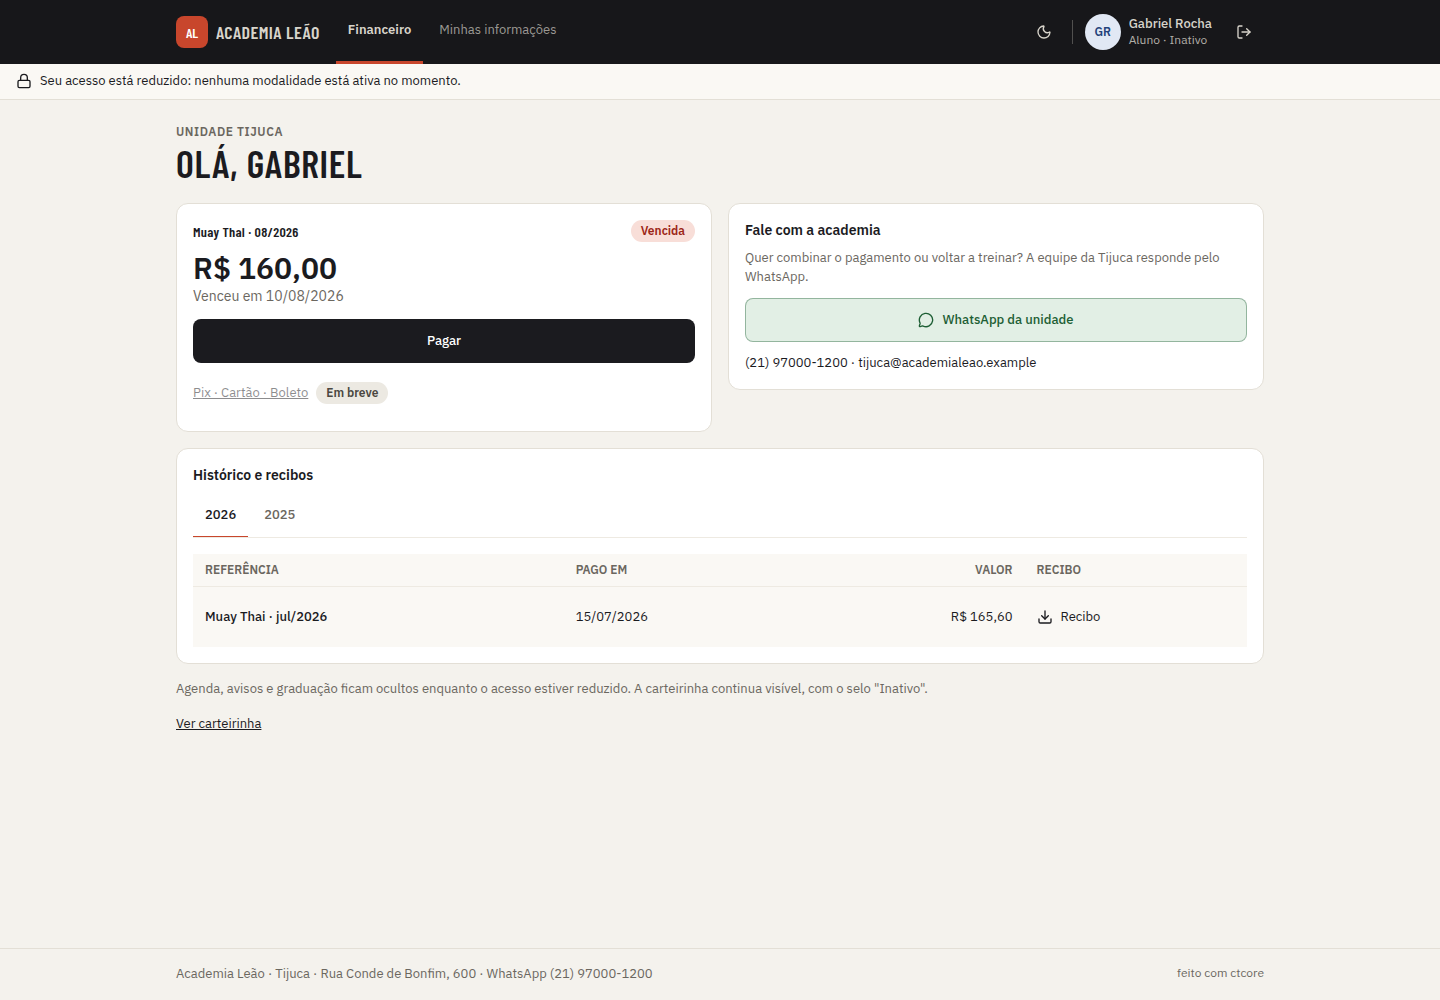 AL ACADEMIA LEÃO Financeiro Minhas informações GR Gabriel Rocha
Aluno · Inativo
Seu acesso está reduzido: nenhuma modalidade está ativa no momento.
UNIDADE TIJUCA
OLÁ, GABRIEL
Muay Thai · 08/2026 Vencida
R$ 160,00
Venceu em 10/08/2026
Pagar
Pix · Cartão · Boleto Em breve
Fale com a academia
Quer combinar o pagamento ou voltar a treinar? A equipe da Tijuca responde pelo
WhatsApp.
WhatsApp da unidade
(21) 97000-1200 · tijuca@academialeao.example
Histórico e recibos
2026 2025
REFERÊNCIA PAGO EM VALOR RECIBO
Muay Thai · jul/2026 15/07/2026 R$ 165,60 Recibo
Agenda, avisos e graduação ficam ocultos enquanto o acesso estiver reduzido. A carteirinha continua visível, com o selo "Inativo".
Ver carteirinha
Academia Leão · Tijuca · Rua Conde de Bonfim, 600 · WhatsApp (21) 97000-1200 feito com ctcore